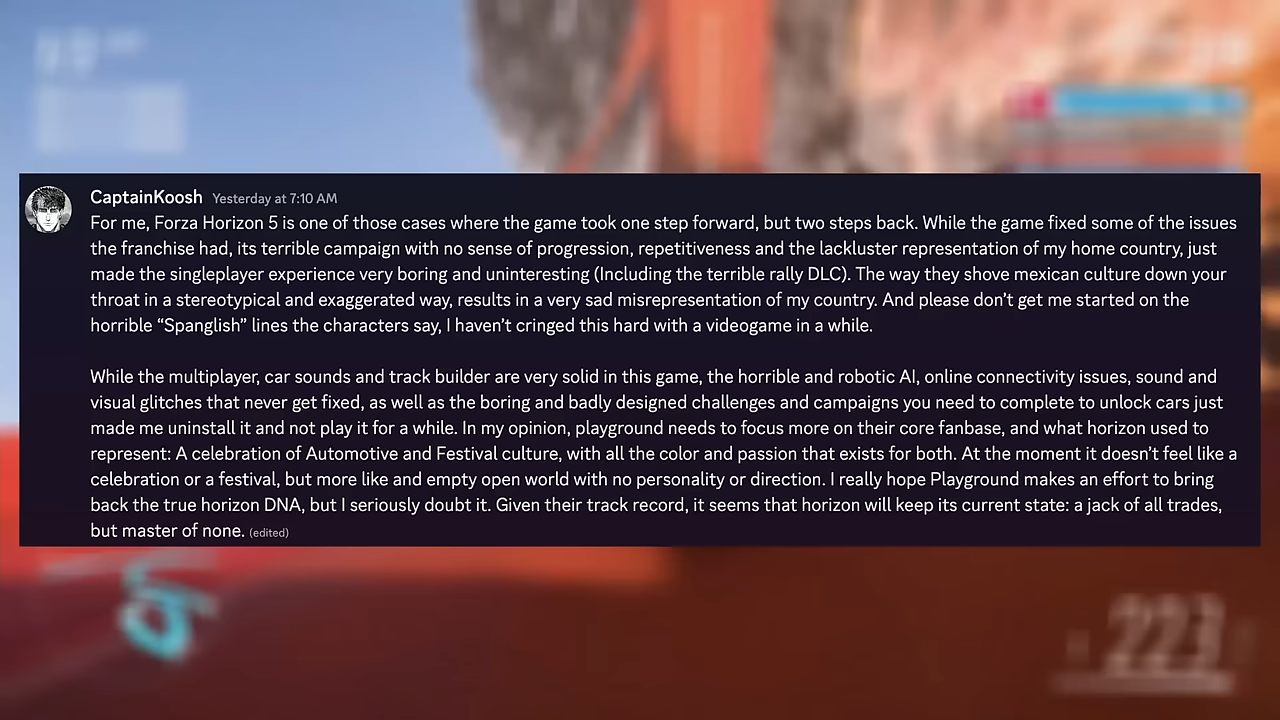 CaptainKoosh Yesterday at 7:10 AM
For me, Forza Horizon 5 is one of those cases where the game took one step forward, but two steps back. While the game fixed some of the issues
the franchise had, its terrible campaign with no sense of progression, repetitiveness and the lackluster representation of my home country, just
made the singleplayer experience very boring and uninteresting (Including the terrible rally DLC). The way they shove mexican culture down your
throat in a stereotypical and exaggerated way, results in a very sad misrepresentation of my country. And please don't get me started on the
horrible “Spanglish” lines the characters say, I haven't cringed this hard with a videogame in a while.
While the multiplayer, car sounds and track builder are very solid in this game, the horrible and robotic AI, online connectivity issues, sound and
visual glitches that never get fixed, as well as the boring and badly designed challenges and campaigns you need to complete to unlock cars just
made me uninstall it and not play it for a while. In my opinion, playground needs to focus more on their core fanbase, and what horizon used to
represent: A celebration of Automotive and Festival culture, with all the color and passion that exists for both. At the moment it doesn't feel like a
celebration or a festival, but more like and empty open world with no personality or direction. I really hope Playground makes an effort to bring
back the true horizon DNA, but I seriously doubt it. Given their track record, it seems that horizon will keep its current state: a jack of all trades,
but master of none. (edited)
223